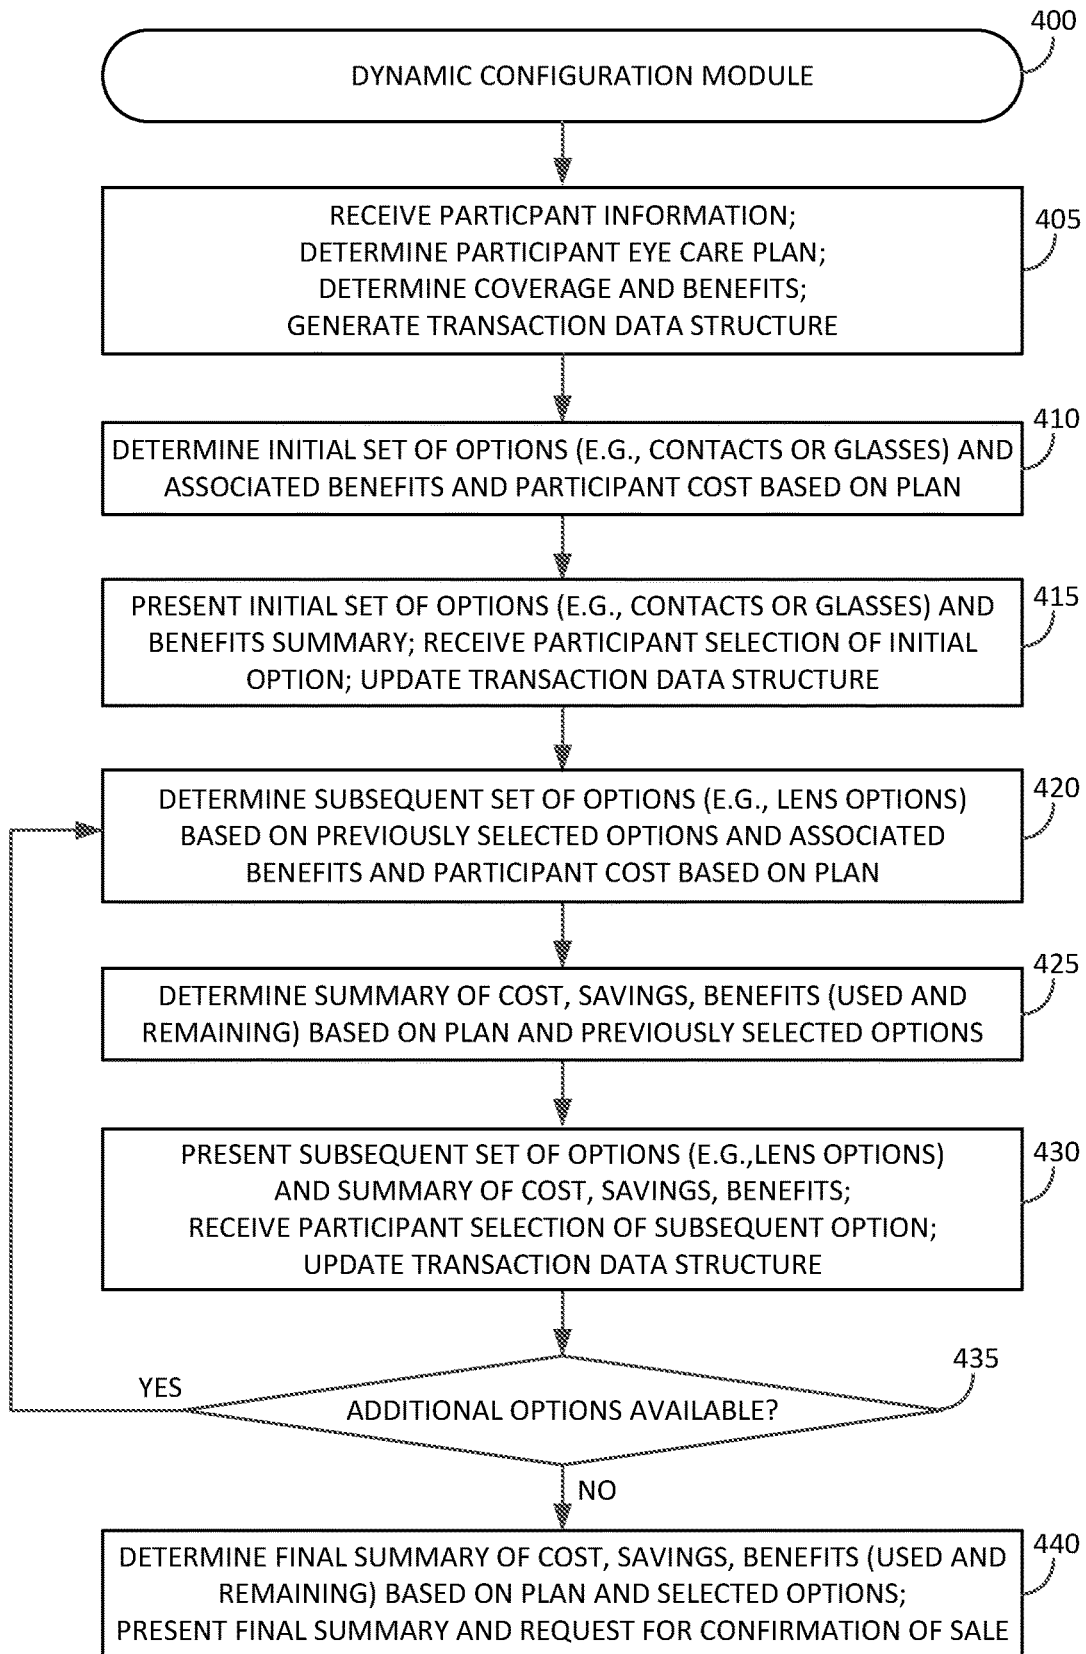 400
DYNAMIC CONFIGURATION MODULE
405
RECEIVE PARTICPANT INFORMATION;
DETERMINE PARTICIPANT EYE CARE PLAN;
DETERMINE COVERAGE AND BENEFITS;
GENERATE TRANSACTION DATA STRUCTURE
410
DETERMINE INITIAL SET OF OPTIONS (E.G., CONTACTS OR GLASSES) AND
ASSOCIATED BENEFITS AND PARTICIPANT COST BASED ON PLAN
415
PRESENT INITIAL SET OF OPTIONS (E.G., CONTACTS OR GLASSES) AND
BENEFITS SUMMARY; RECEIVE PARTICIPANT SELECTION OF INITIAL
OPTION; UPDATE TRANSACTION DATA STRUCTURE
420
DETERMINE SUBSEQUENT SET OF OPTIONS (E.G., LENS OPTIONS)
BASED ON PREVIOUSLY SELECTED OPTIONS AND ASSOCIATED
BENEFITS AND PARTICIPANT COST BASED ON PLAN
425
DETERMINE SUMMARY OF COST, SAVINGS, BENEFITS (USED AND
REMAINING) BASED ON PLAN AND PREVIOUSLY SELECTED OPTIONS
430
PRESENT SUBSEQUENT SET OF OPTIONS (E.G.,LENS OPTIONS)
AND SUMMARY OF COST, SAVINGS, BENEFITS;
RECEIVE PARTICIPANT SELECTION OF SUBSEQUENT OPTION;
UPDATE TRANSACTION DATA STRUCTURE
435
YES
ADDITIONAL OPTIONS AVAILABLE?
NO
440
DETERMINE FINAL SUMMARY OF COST, SAVINGS, BENEFITS (USED AND
REMAINING) BASED ON PLAN AND SELECTED OPTIONS;
PRESENT FINAL SUMMARY AND REQUEST FOR CONFIRMATION OF SALE